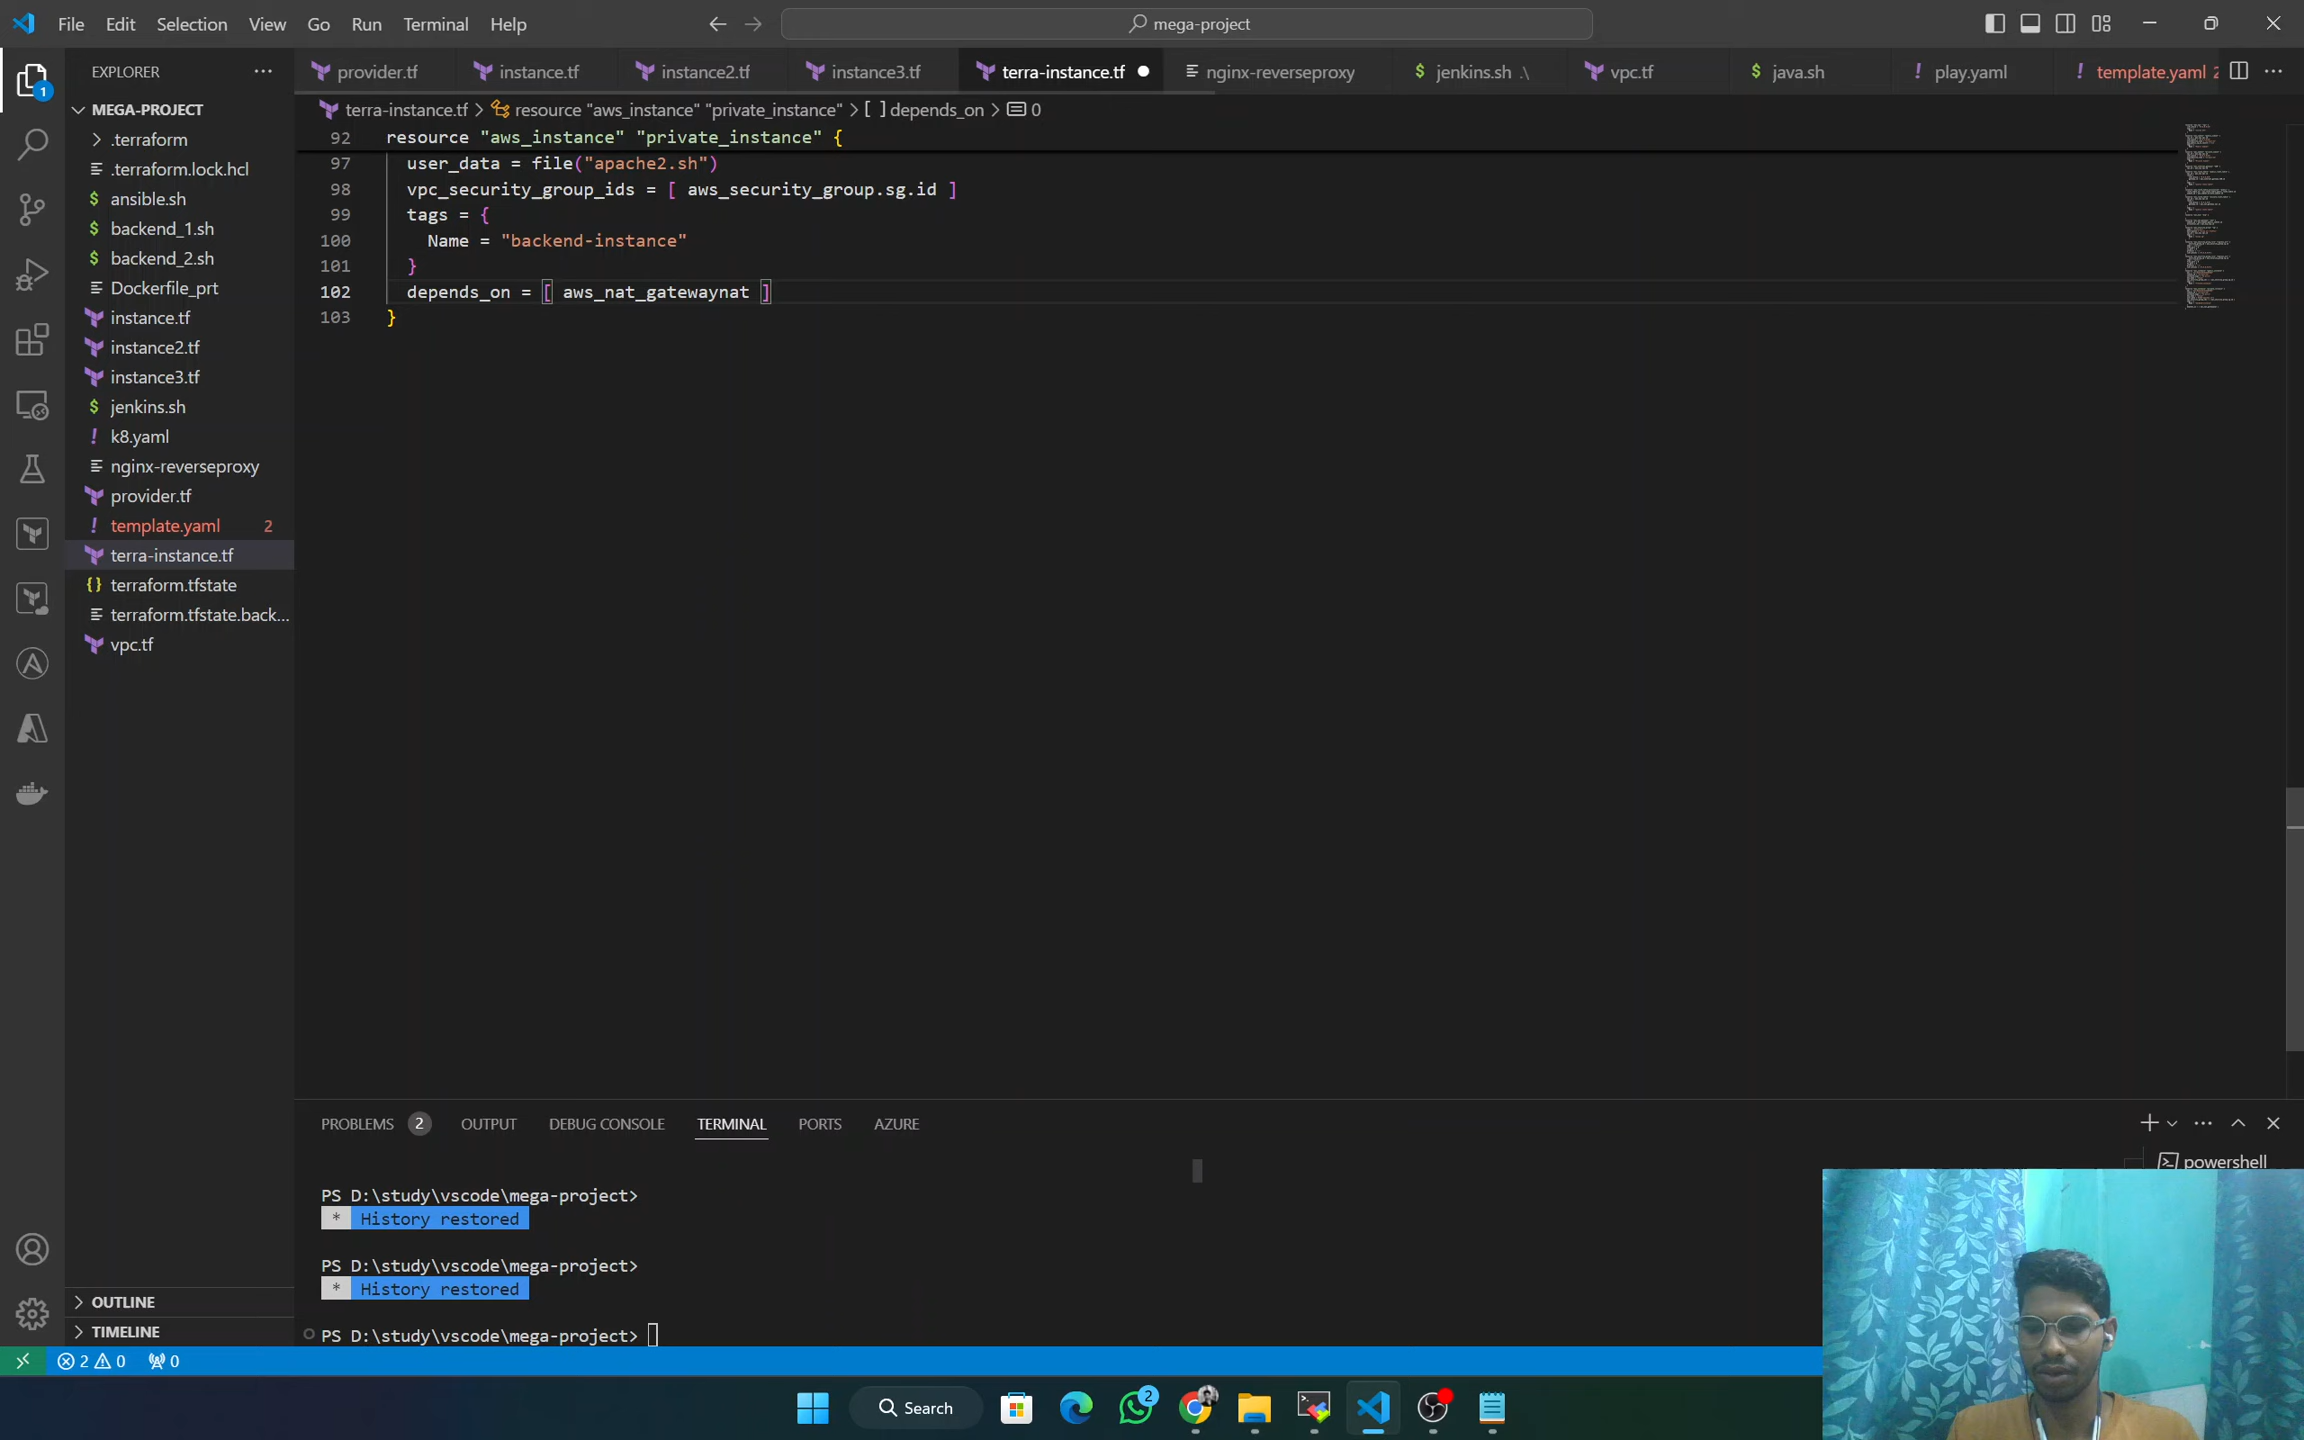 File Edit Selection View Go Run Terminal Help
mega-project
EXPLORER
provider.tf instance.tf instance2.tf instance3.tf terra-instance.tf nginx-reverseproxy jenkins.sh .\ vpc.tf java.sh play.yaml template.yaml 2
MEGA-PROJECT
.terraform
.terraform.lock.hcl
ansible.sh
backend_1.sh
backend_2.sh
Dockerfile_prt
instance.tf
instance2.tf
instance3.tf
jenkins.sh
k8.yaml
nginx-reverseproxy
provider.tf
template.yaml 2
terra-instance.tf
terraform.tfstate
terraform.tfstate.back...
vpc.tf
OUTLINE
TIMELINE
terra-instance.tf > resource "aws_instance" "private_instance" > [ ] depends_on > 0
92 resource "aws_instance" "private_instance" {
97 user_data = file("apache2.sh")
98 vpc_security_group_ids = [ aws_security_group.sg.id ]
99 tags = {
100 Name = "backend-instance"
101 }
102 depends_on = [ aws_nat_gatewaynat ]
103 }
PROBLEMS 2 OUTPUT DEBUG CONSOLE TERMINAL PORTS AZURE
powershell
PS D:\study\vscode\mega-project>
* History restored
PS D:\study\vscode\mega-project>
* History restored
PS D:\study\vscode\mega-project>
2 0 0
Search
2
1